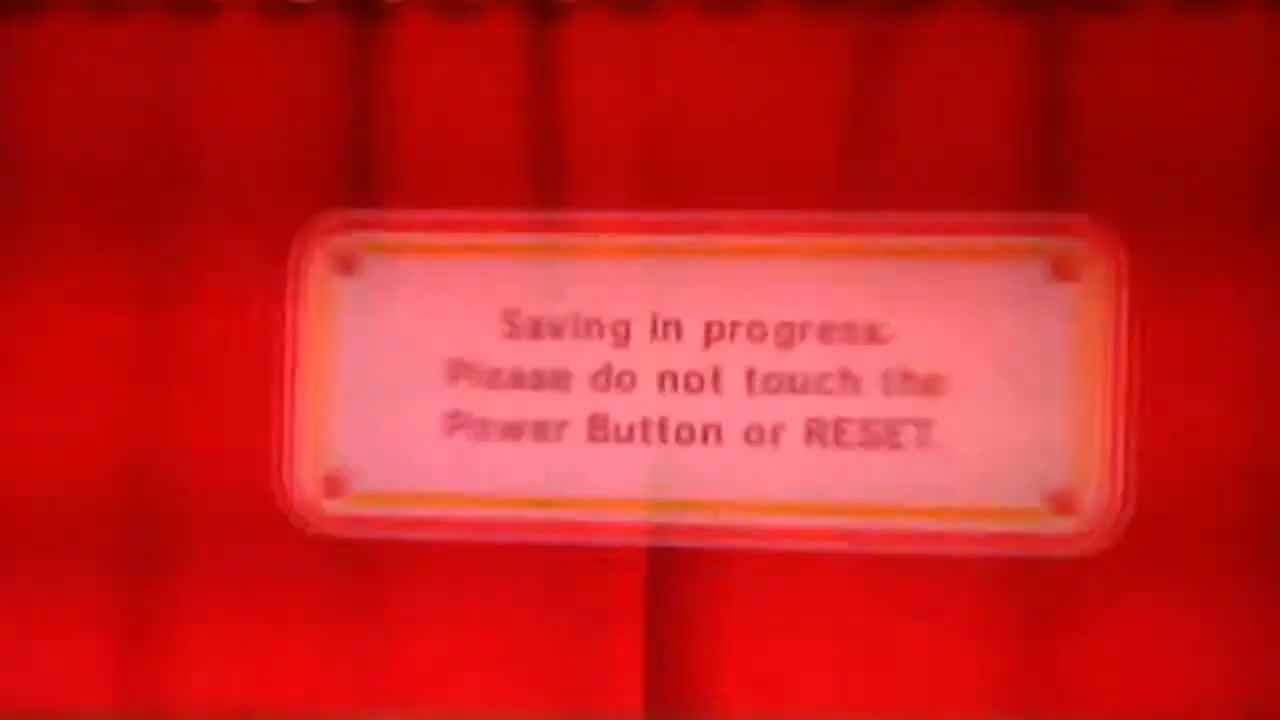 Saving in progress.
Please do not touch the
Power Button or RESET.